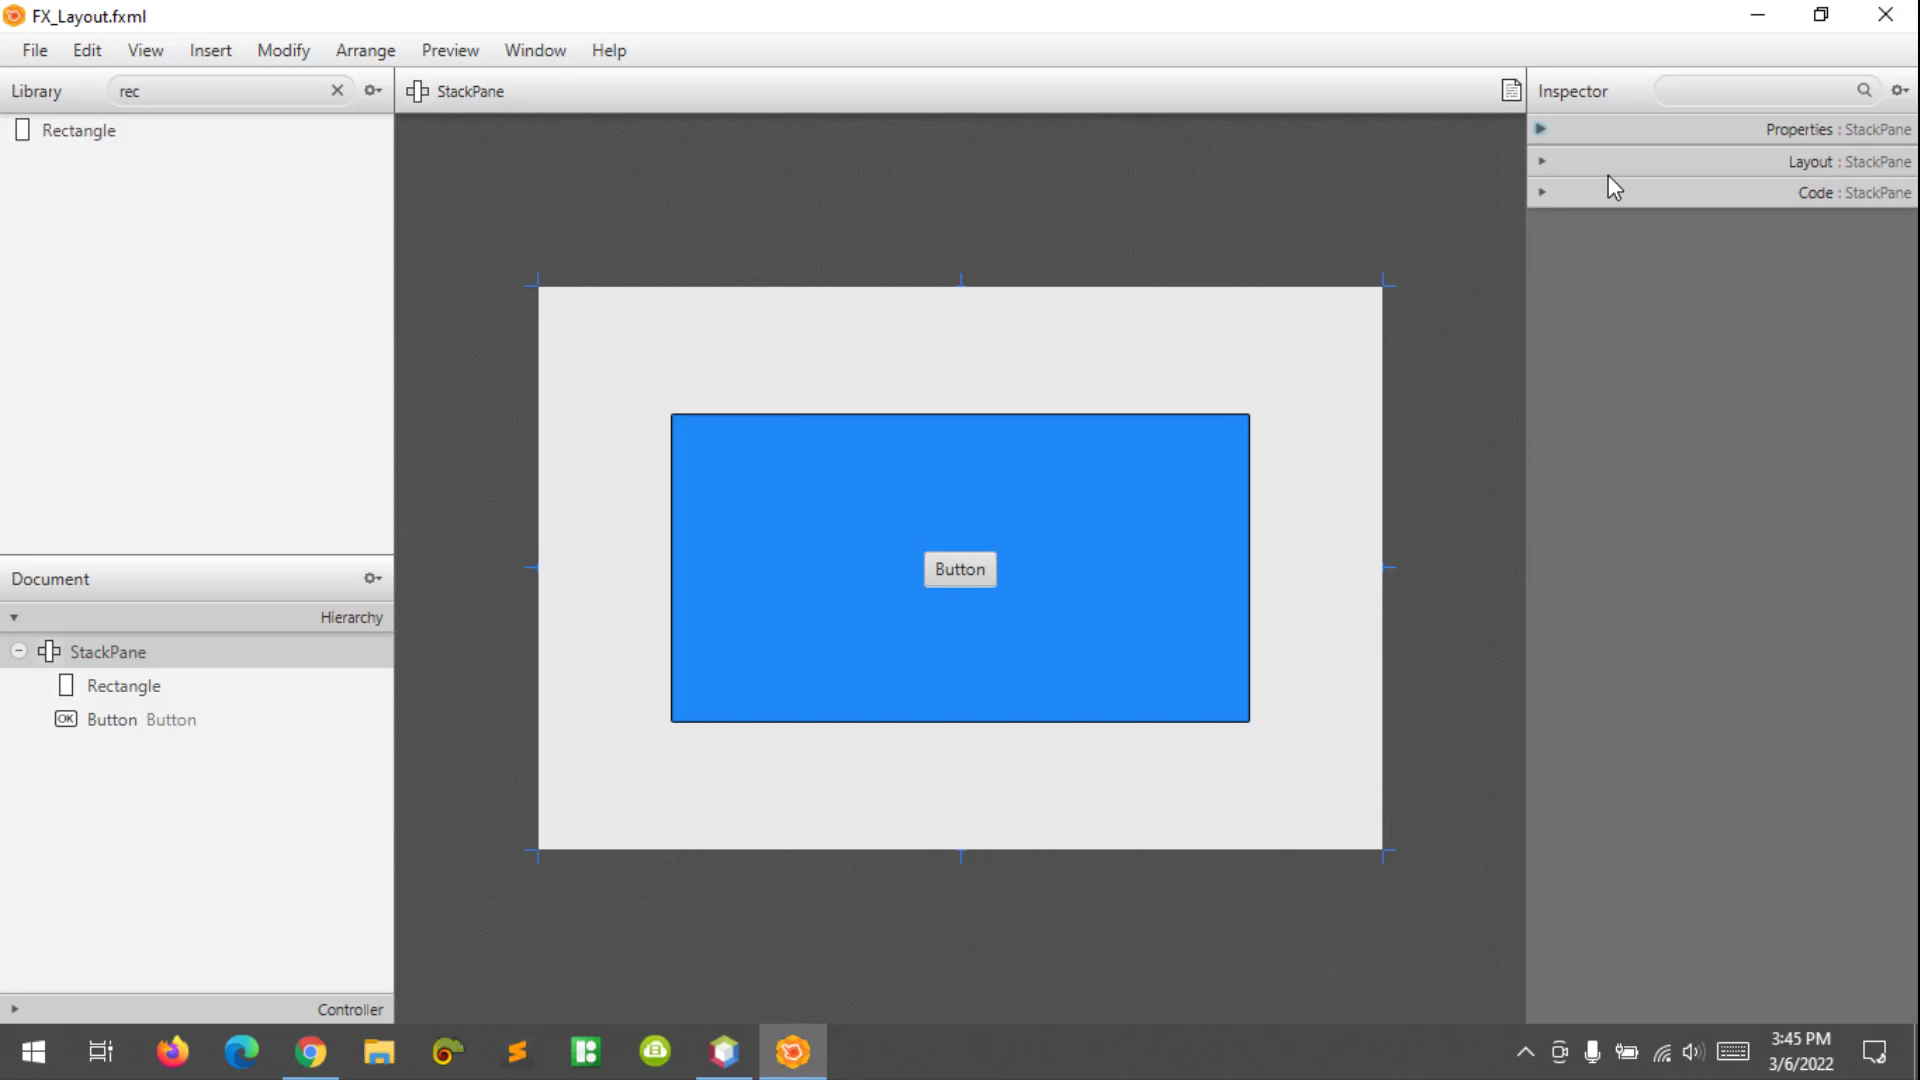 FX_Layout.fxml
File Edit View Insert Modify Arrange Preview Window Help
Library rec StackPane Inspector
Rectangle
Properties : StackPane
Layout : StackPane
Code : StackPane
Button
Document
Hierarchy
StackPane
Rectangle
OK Button Button
Controller
3:45 PM
3/6/2022